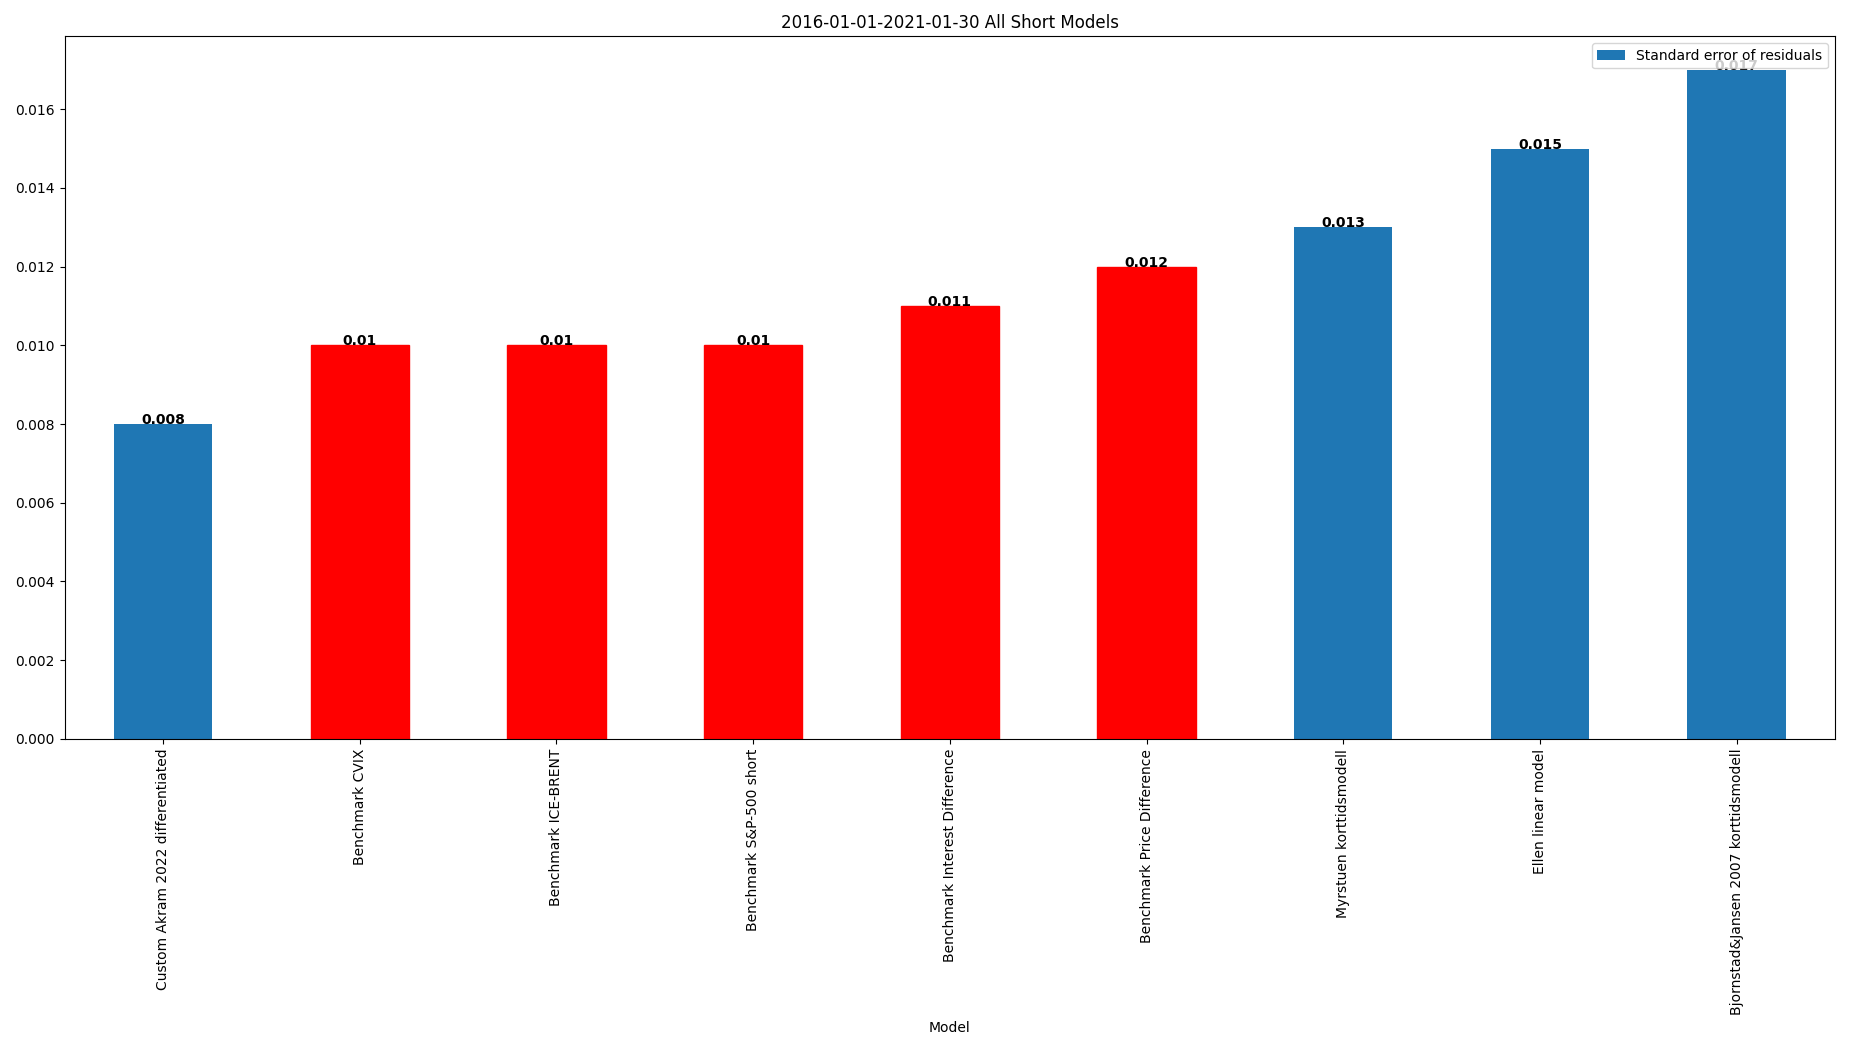 2016-01-01-2021-01-30 All Short Models
Standard error of residuals
0.017
0.016
0.015
0.014
0.013
0.012
0.012
0.011
0.010
0.01
0.01
0.01
0.008
0.008
0.006
0.004
0.002
0.000
Custom Akram 2022 differentiated
Benchmark CVIX
Benchmark ICE-BRENT
Benchmark S&P-500 short
Benchmark Interest Difference
Benchmark Price Difference
Myrstuen korttidsmodell
Ellen linear model
Bjornstad&Jansen 2007 korttidsmodell
Model